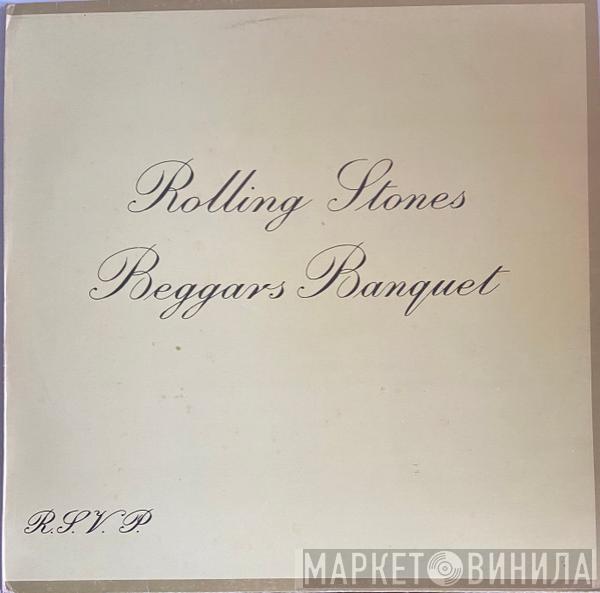 Rolling Stones
Beggars Banquet
R.S.V.P.
МАРКЕТ ВИНИЛА